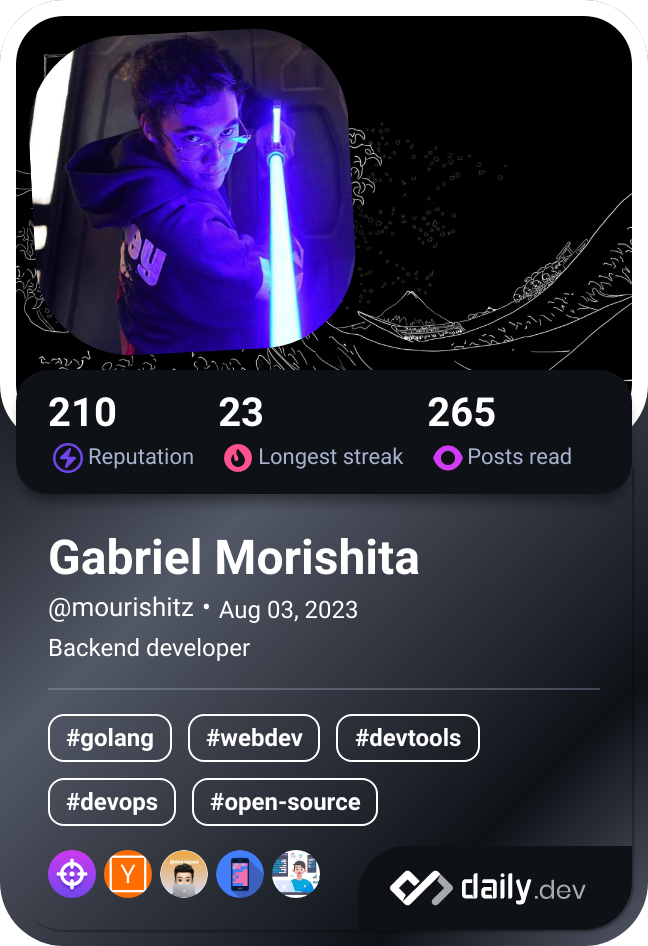 210 23 265
Reputation Longest streak Posts read
Gabriel Morishita
@mourishitz • Aug 03, 2023
Backend developer
#golang #webdev #devtools
#devops #open-source
Y
daily.dev